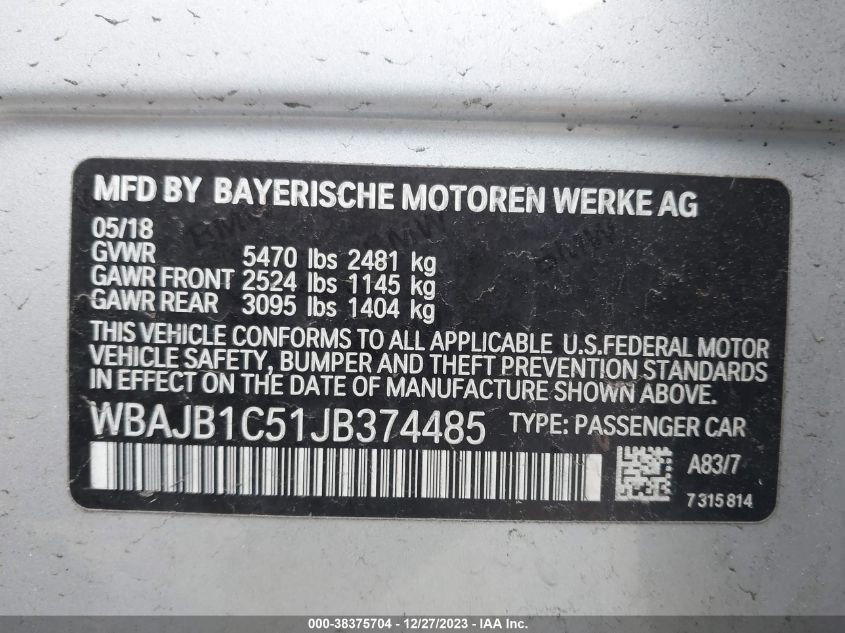 MFD BY BAYERISCHE MOTOREN WERKE AG
05/18
GVWR 5470 lbs 2481 kg
GAWR FRONT 2524 lbs 1145 kg
GAWR REAR 3095 lbs 1404 kg
THIS VEHICLE CONFORMS TO ALL APPLICABLE U.S.FEDERAL MOTOR
VEHICLE SAFETY, BUMPER AND THEFT PREVENTION STANDARDS
IN EFFECT ON THE DATE OF MANUFACTURE SHOWN ABOVE.
WBAJB1C51JB374485 TYPE: PASSENGER CAR
A83/7
7 315 814
BMW BMW BMW
000-38375704 - 12/27/2023 - IAA Inc.